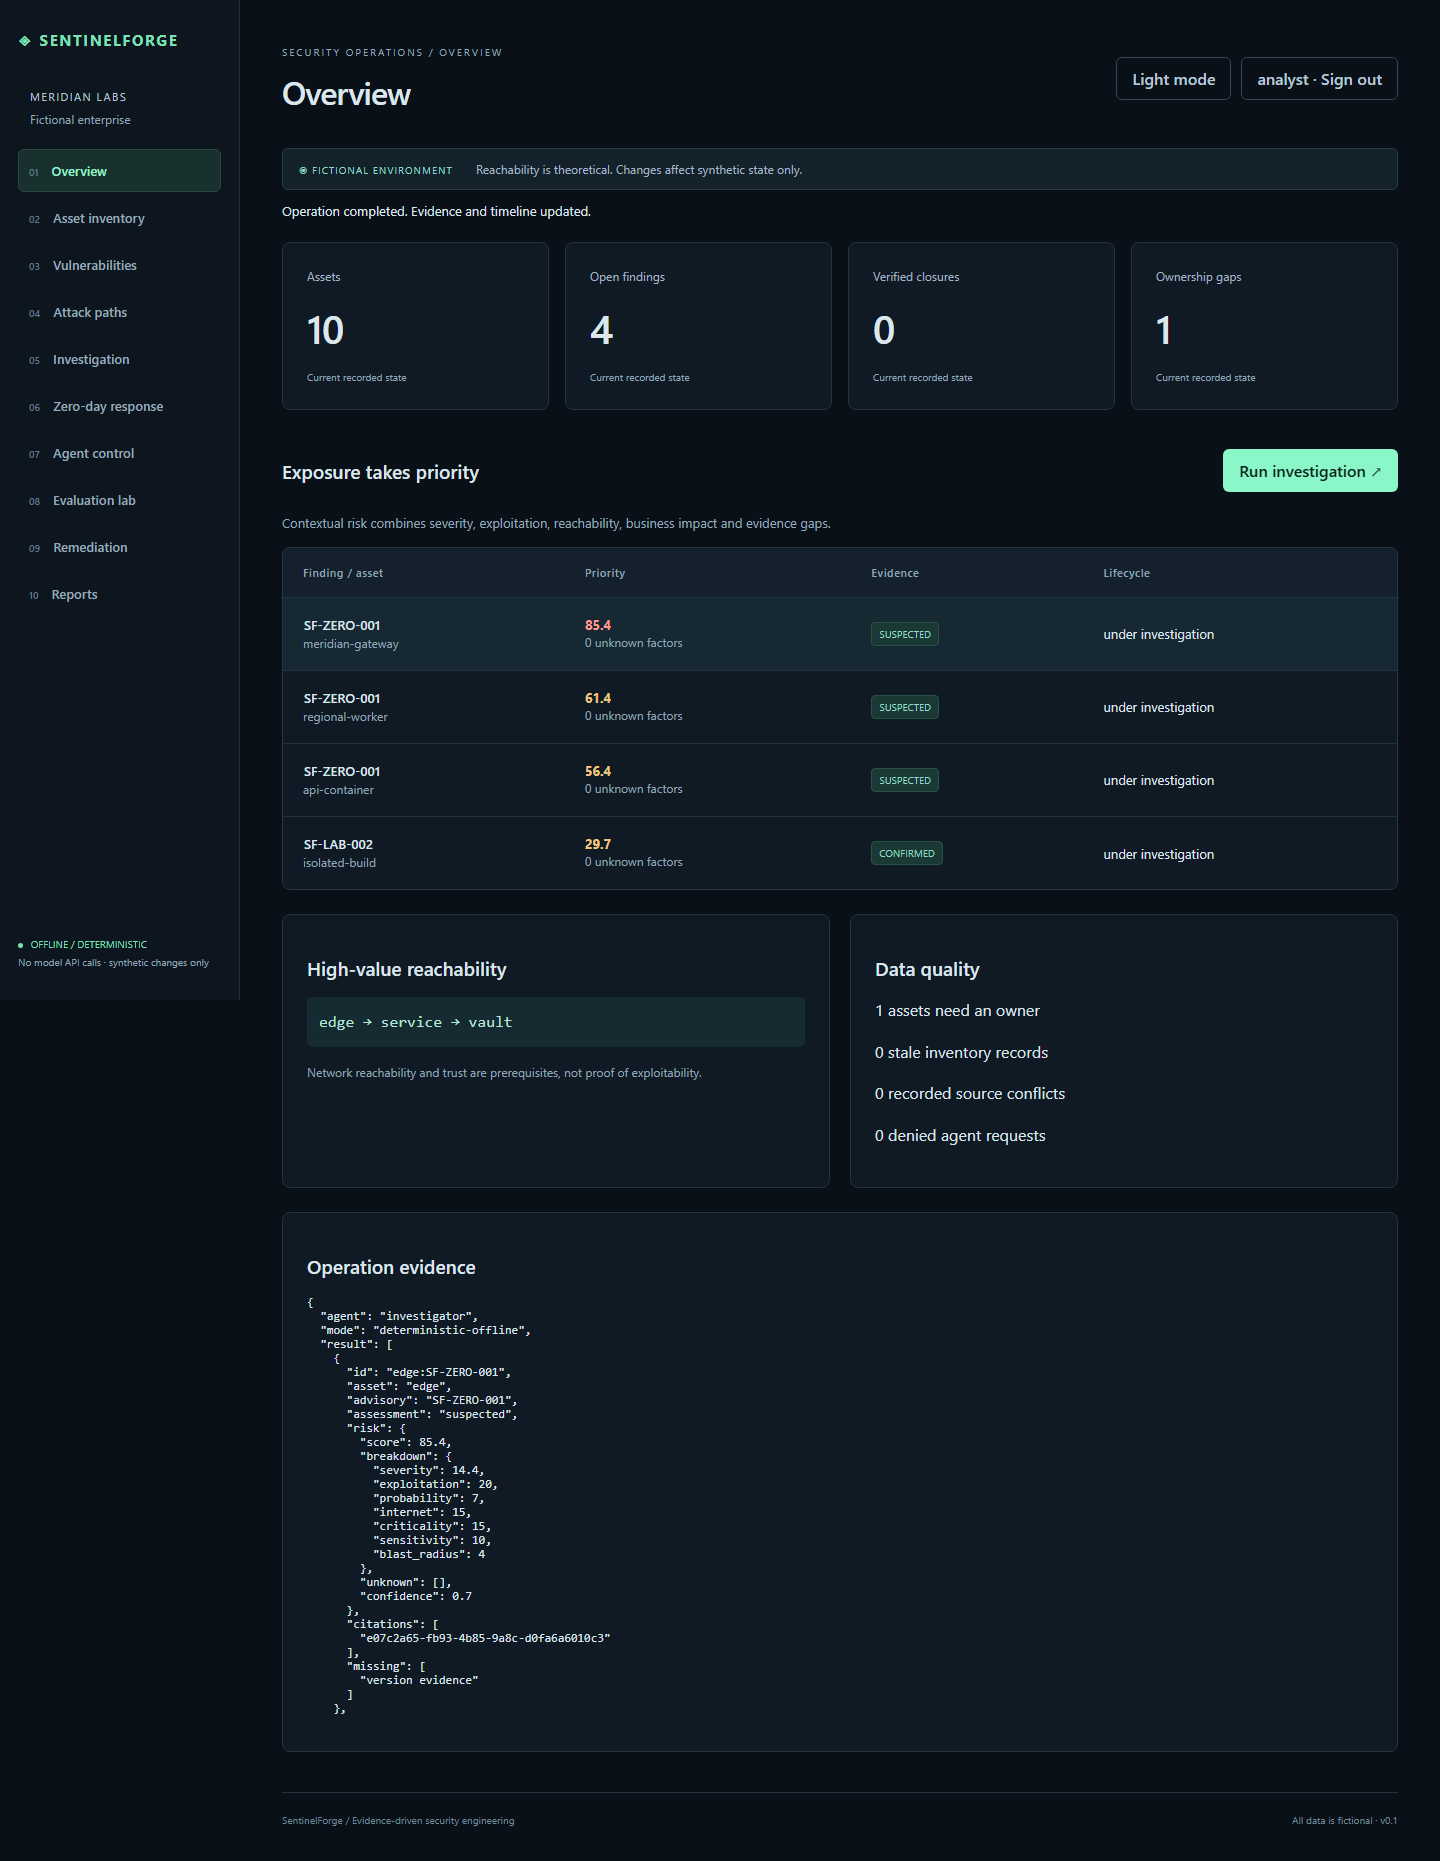 ◈ SENTINELFORGE
MERIDIAN LABS
Fictional enterprise
01 Overview
02 Asset inventory
03 Vulnerabilities
04 Attack paths
05 Investigation
06 Zero-day response
07 Agent control
08 Evaluation lab
09 Remediation
10 Reports
OFFLINE / DETERMINISTIC
No model API calls · synthetic changes only
SECURITY OPERATIONS / OVERVIEW
Overview
Light mode
analyst · Sign out
◉ FICTIONAL ENVIRONMENT Reachability is theoretical. Changes affect synthetic state only.
Operation completed. Evidence and timeline updated.
Assets
10
Current recorded state
Open findings
4
Current recorded state
Verified closures
0
Current recorded state
Ownership gaps
1
Current recorded state
Exposure takes priority
Run investigation ↗
Contextual risk combines severity, exploitation, reachability, business impact and evidence gaps.
Finding / asset Priority Evidence Lifecycle
SF-ZERO-001 85.4 SUSPECTED under investigation
meridian-gateway 0 unknown factors
SF-ZERO-001 61.4 SUSPECTED under investigation
regional-worker 0 unknown factors
SF-ZERO-001 56.4 SUSPECTED under investigation
api-container 0 unknown factors
SF-LAB-002 29.7 CONFIRMED under investigation
isolated-build 0 unknown factors
High-value reachability
edge → service → vault
Network reachability and trust are prerequisites, not proof of exploitability.
Data quality
1 assets need an owner
0 stale inventory records
0 recorded source conflicts
0 denied agent requests
Operation evidence
{
"agent": "investigator",
"mode": "deterministic-offline",
"result": [
{
"id": "edge:SF-ZERO-001",
"asset": "edge",
"advisory": "SF-ZERO-001",
"assessment": "suspected",
"risk": {
"score": 85.4,
"breakdown": {
"severity": 14.4,
"exploitation": 20,
"probability": 7,
"internet": 15,
"criticality": 15,
"sensitivity": 10,
"blast_radius": 4
},
"unknown": [],
"confidence": 0.7
},
"citations": [
"e07c2a65-fb93-4b85-9a8c-d0fa6a6010c3"
],
"missing": [
"version evidence"
]
},
SentinelForge / Evidence-driven security engineering
All data is fictional · v0.1